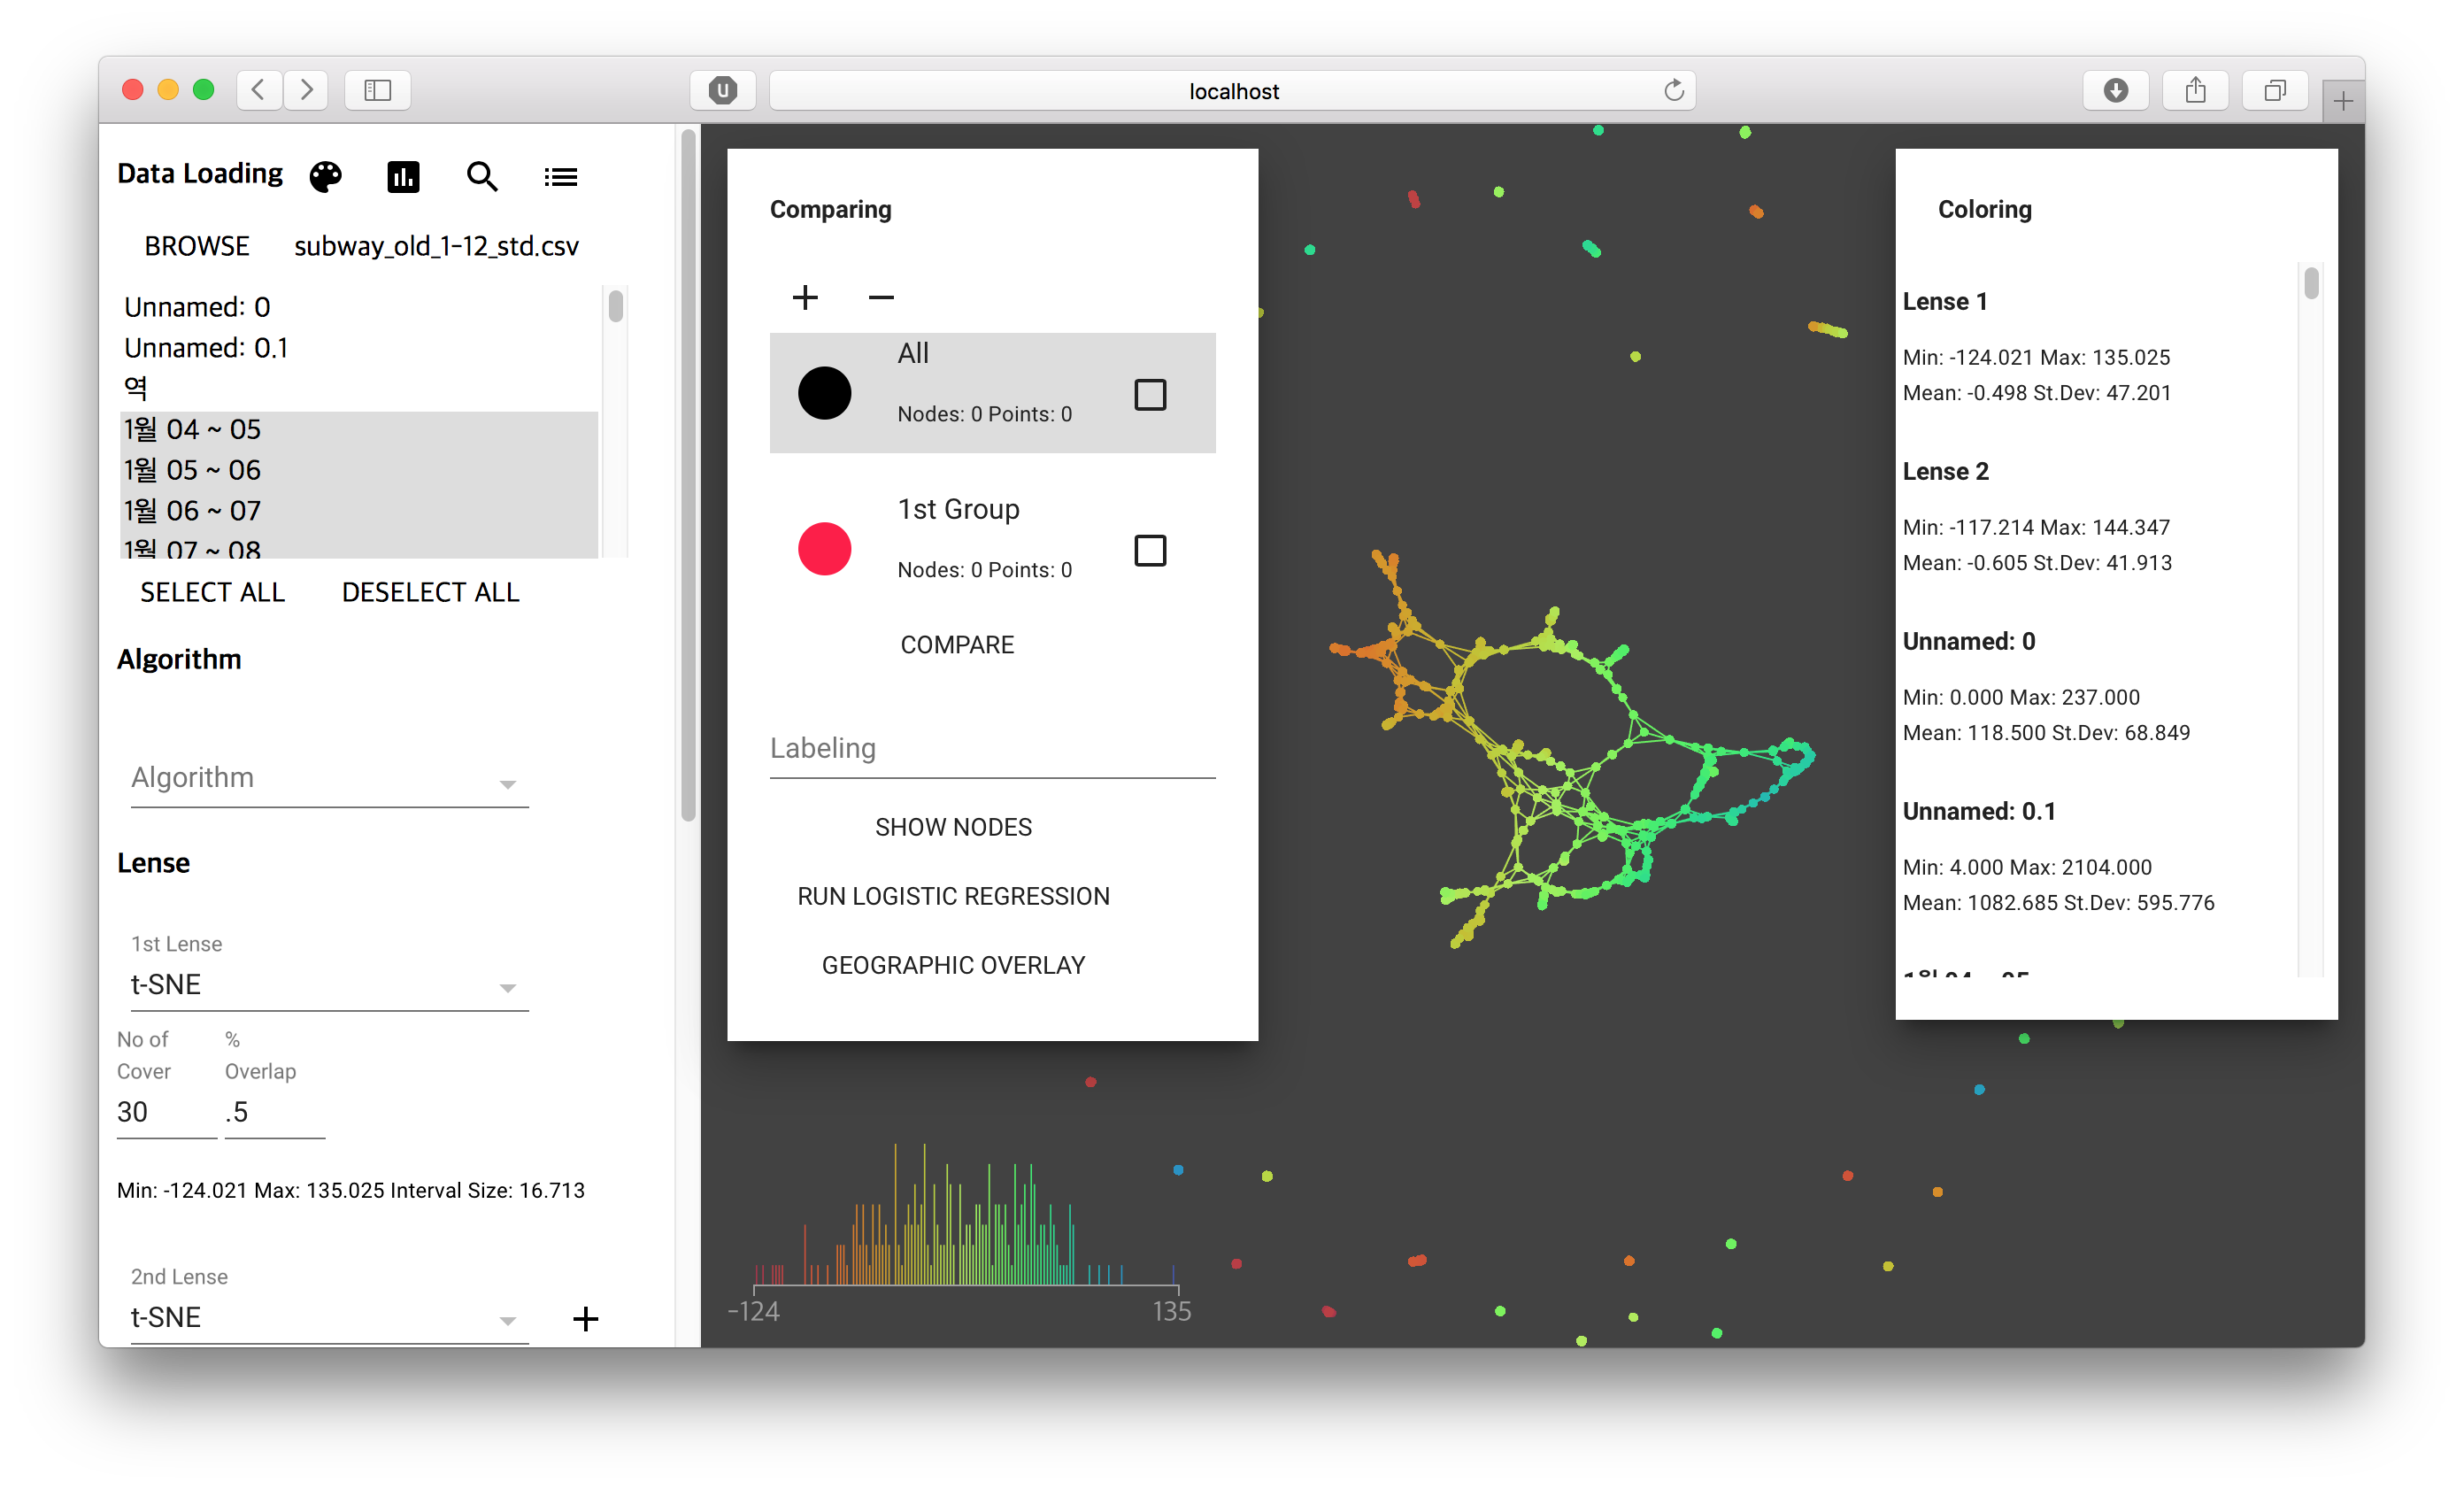 localhost
Data Loading
BROWSE subway_old_1-12_std.csv
Unnamed: 0
Unnamed: 0.1
역
1월 04 ~ 05
1월 05 ~ 06
1월 06 ~ 07
1월 07 ~ 08
SELECT ALL DESELECT ALL
Algorithm
Algorithm
Lense
1st Lense
t-SNE
No of Cover
% Overlap
30 .5
Min: -124.021 Max: 135.025 Interval Size: 16.713
2nd Lense
t-SNE
Comparing
All
Nodes: 0 Points: 0
1st Group
Nodes: 0 Points: 0
COMPARE
Labeling
SHOW NODES
RUN LOGISTIC REGRESSION
GEOGRAPHIC OVERLAY
-124 135
Coloring
Lense 1
Min: -124.021 Max: 135.025
Mean: -0.498 St.Dev: 47.201
Lense 2
Min: -117.214 Max: 144.347
Mean: -0.605 St.Dev: 41.913
Unnamed: 0
Min: 0.000 Max: 237.000
Mean: 118.500 St.Dev: 68.849
Unnamed: 0.1
Min: 4.000 Max: 2104.000
Mean: 1082.685 St.Dev: 595.776
1월 04 ~ 05